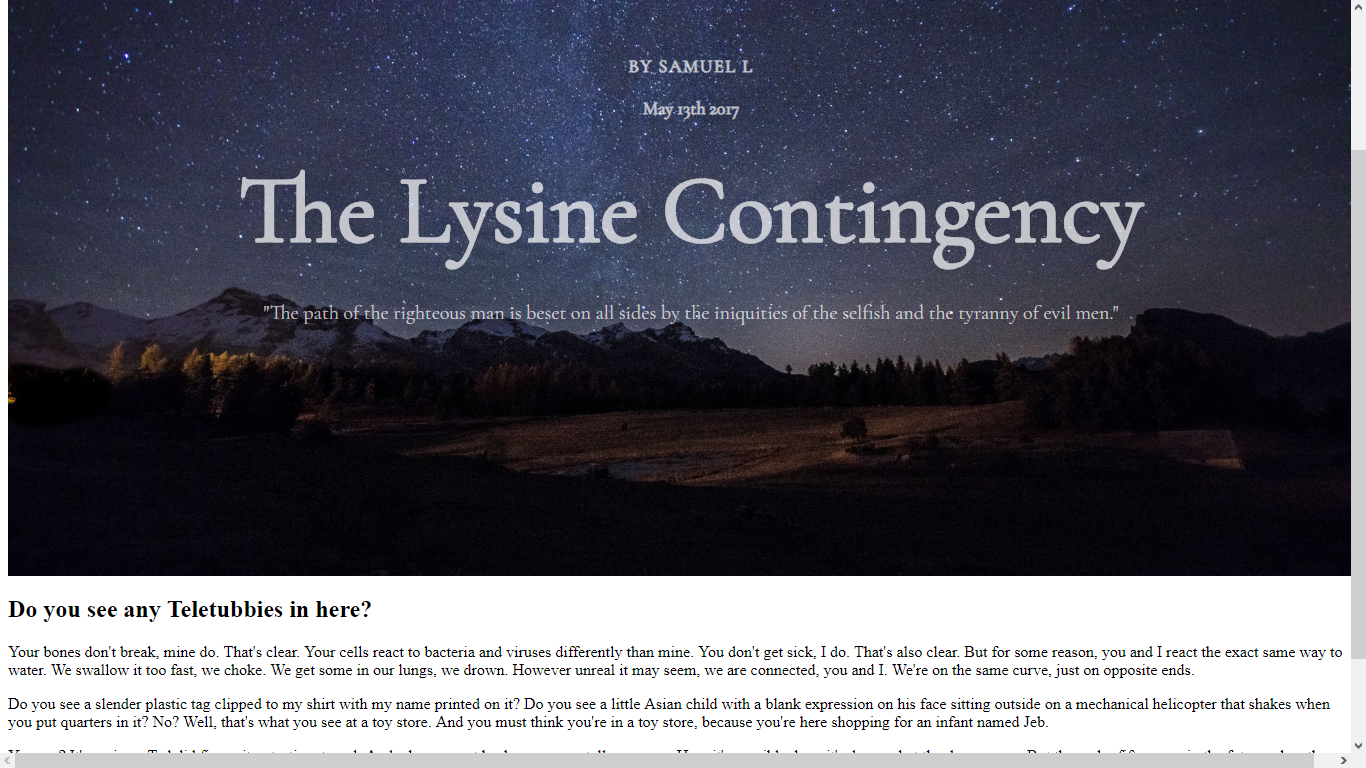 BY SAMUEL L
May 13th 2017
The Lysine Contingency
"The path of the righteous man is beset on all sides by the iniquities of the selfish and the tyranny of evil men."
Do you see any Teletubbies in here?
Your bones don't break, mine do. That's clear. Your cells react to bacteria and viruses differently than mine. You don't get sick, I do. That's also clear. But for some reason, you and I react the exact same way to
water. We swallow it too fast, we choke. We get some in our lungs, we drown. However unreal it may seem, we are connected, you and I. We're on the same curve, just on opposite ends.
Do you see a slender plastic tag clipped to my shirt with my name printed on it? Do you see a little Asian child with a blank expression on his face sitting outside on a mechanical helicopter that shakes when
you put quarters in it? No? Well, that's what you see at a toy store. And you must think you're in a toy store, because you're here shopping for an infant named Jeb.